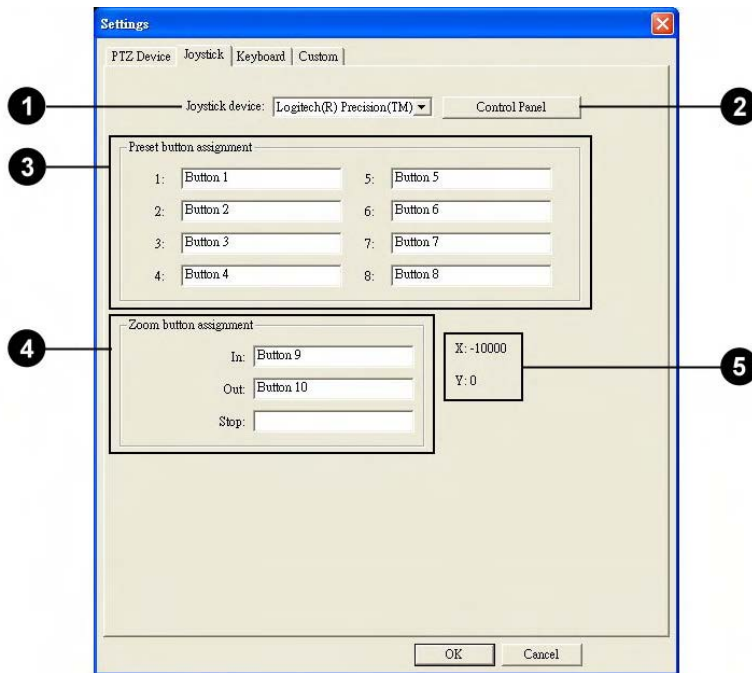 Settings
PTZ Device Joystick Keyboard Custom
1 Joystick device: Logitech(R) Precision(TM) Control Panel 2
3 Preset button assignment
1: Button 1 5: Button 5
2: Button 2 6: Button 6
3: Button 3 7: Button 7
4: Button 4 8: Button 8
4 Zoom button assignment
In: Button 9 X: -10000
Out: Button 10 Y: 0 5
Stop:
OK Cancel